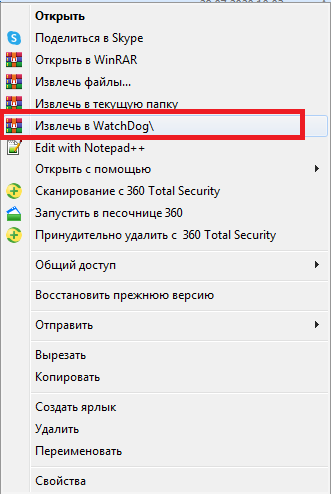 Открыть
Поделиться в Skype
Открыть в WinRAR
Извлечь файлы...
Извлечь в текущую папку
Извлечь в WatchDog\
Edit with Notepad++
Открыть с помощью
Сканирование с 360 Total Security
Запустить в песочнице 360
Принудительно удалить с 360 Total Security
Общий доступ
Восстановить прежнюю версию
Отправить
Вырезать
Копировать
Создать ярлык
Удалить
Переименовать
Свойства